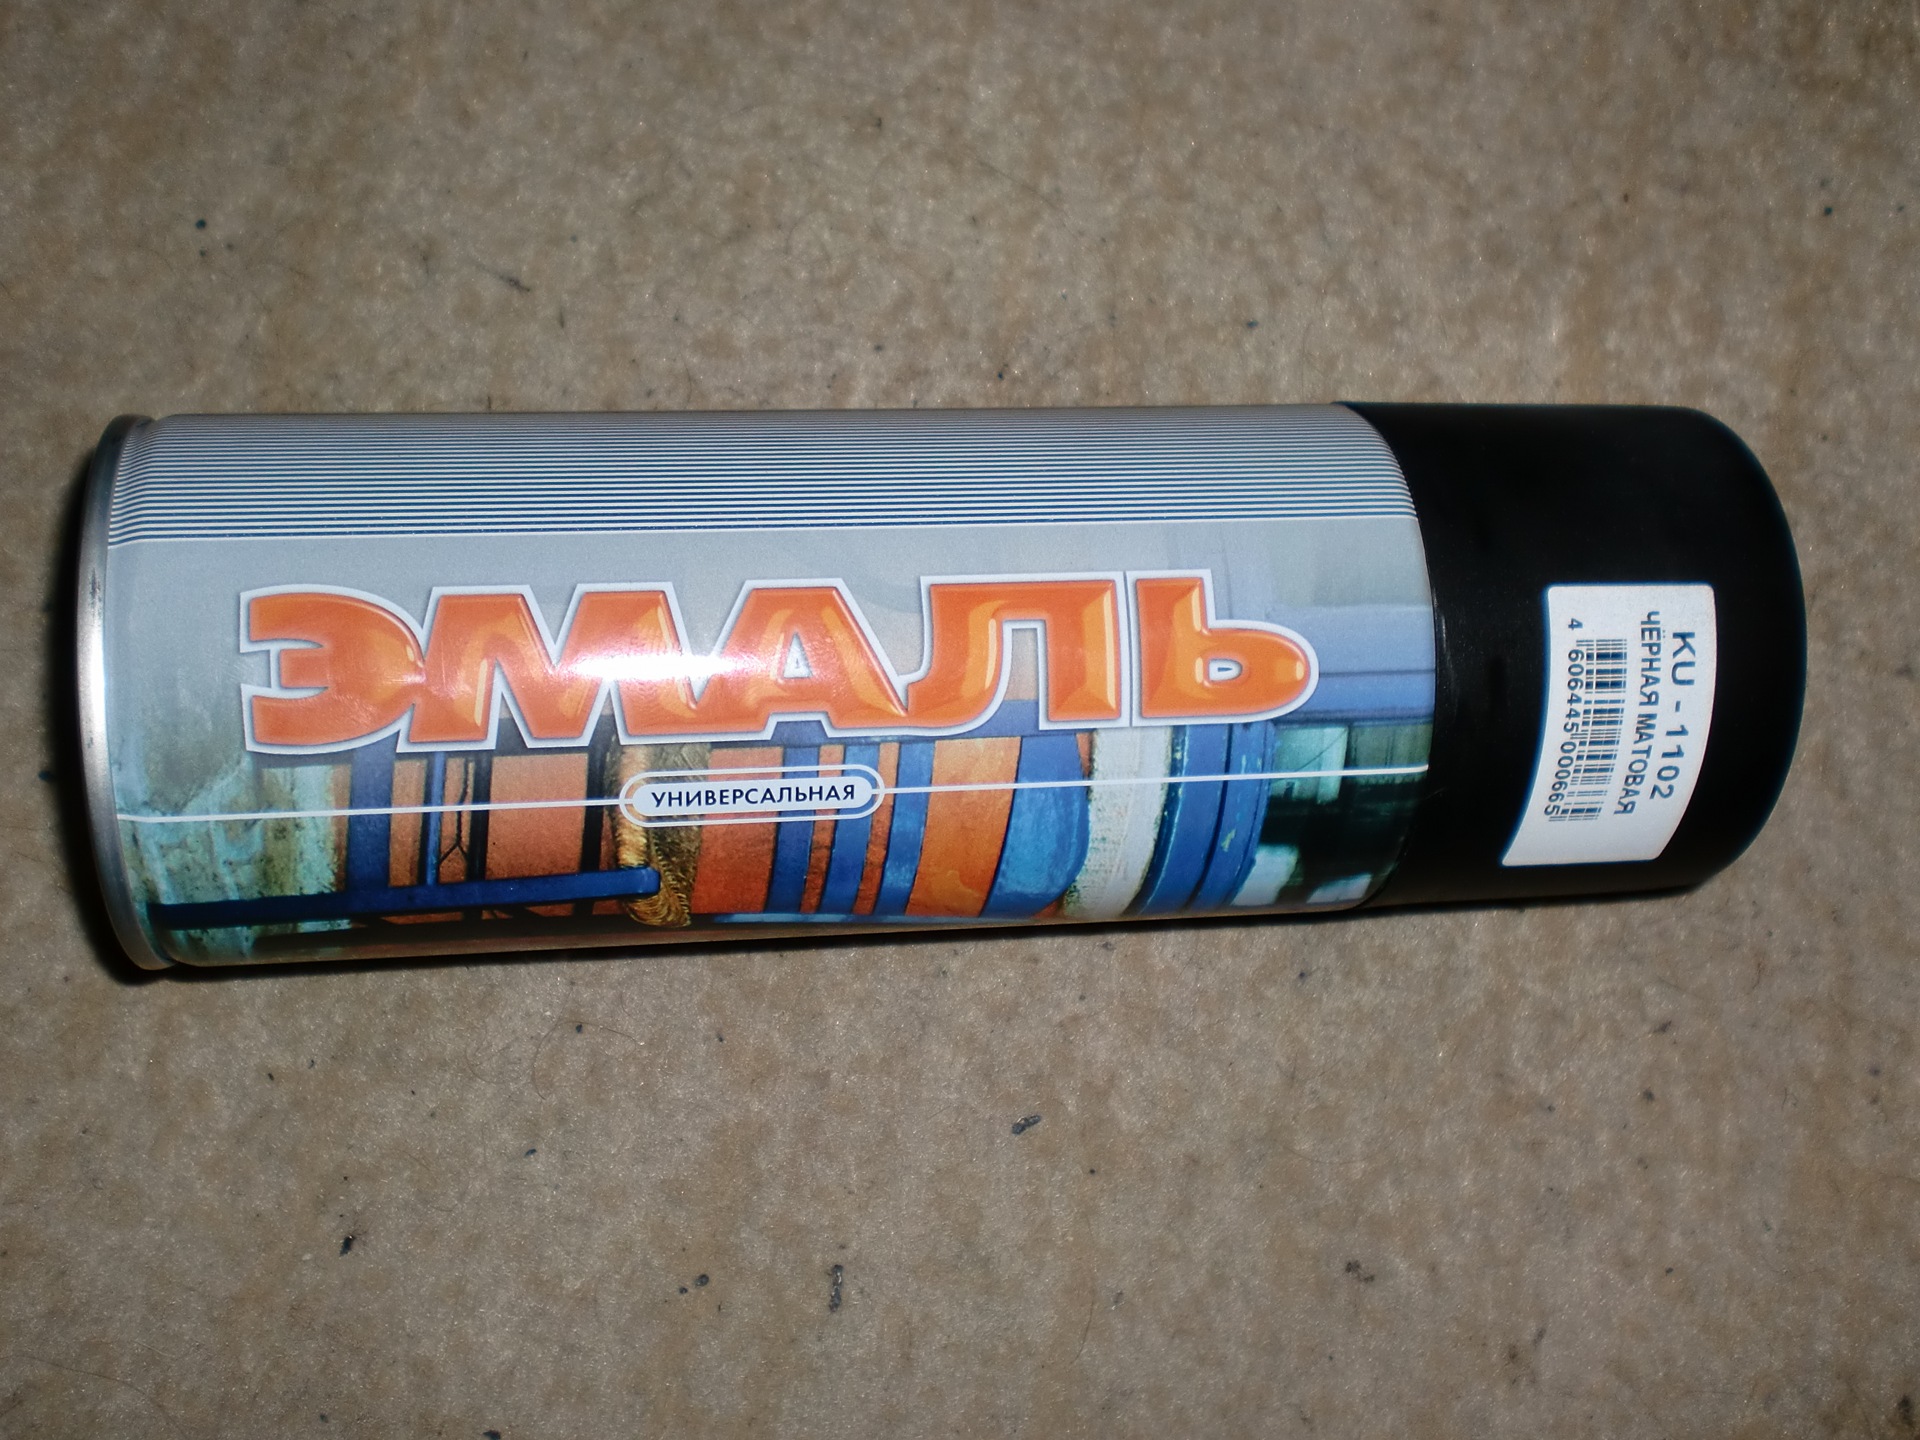 ЭМАЛЬ
УНИВЕРСАЛЬНАЯ
KU - 1102
ЧЁРНАЯ МАТОВАЯ
4 606445 000665